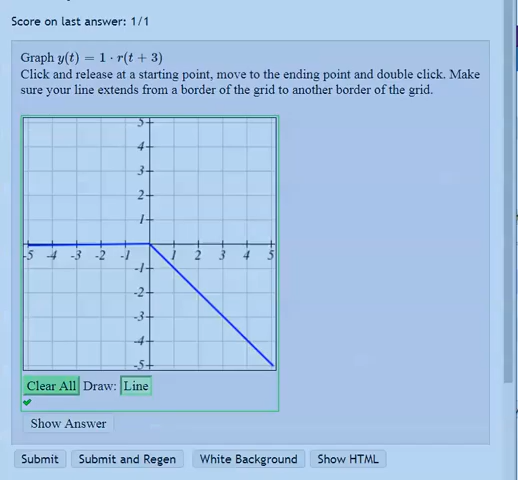 Score on last answer: 1/1
Graph y(t) = 1 · r(t + 3)
Click and release at a starting point, move to the ending point and double click. Make
sure your line extends from a border of the grid to another border of the grid.
5
4
3
2
1
-5 -4 -3 -2 -1 1 2 3 4 5
-1
-2
-3
-4
-5
Clear All Draw: Line
Show Answer
Submit Submit and Regen White Background Show HTML